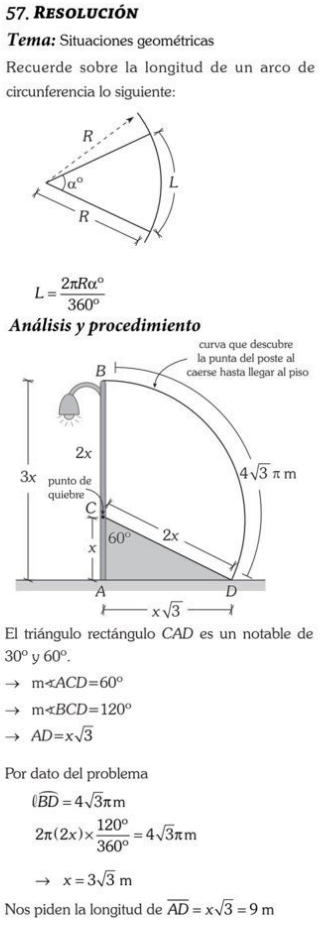 57. RESOLUCIÓN
Tema: Situaciones geométricas
Recuerde sobre la longitud de un arco de
circunferencia lo siguiente:
R
α°
L
R
L = 2πRα° / 360°
Análisis y procedimiento
curva que descubre
la punta del poste al
caerse hasta llegar al piso
B
2x
4√3 π m
3x
punto de
quiebre
C
60°
2x
x
A
D
x√3
El triángulo rectángulo CAD es un notable de
30° y 60°.
→ m∢ACD=60°
→ m∢BCD=120°
→ AD=x√3
Por dato del problema
ℓBD = 4√3πm
2π(2x)×120°/360° = 4√3πm
→ x = 3√3 m
Nos piden la longitud de AD = x√3 = 9 m